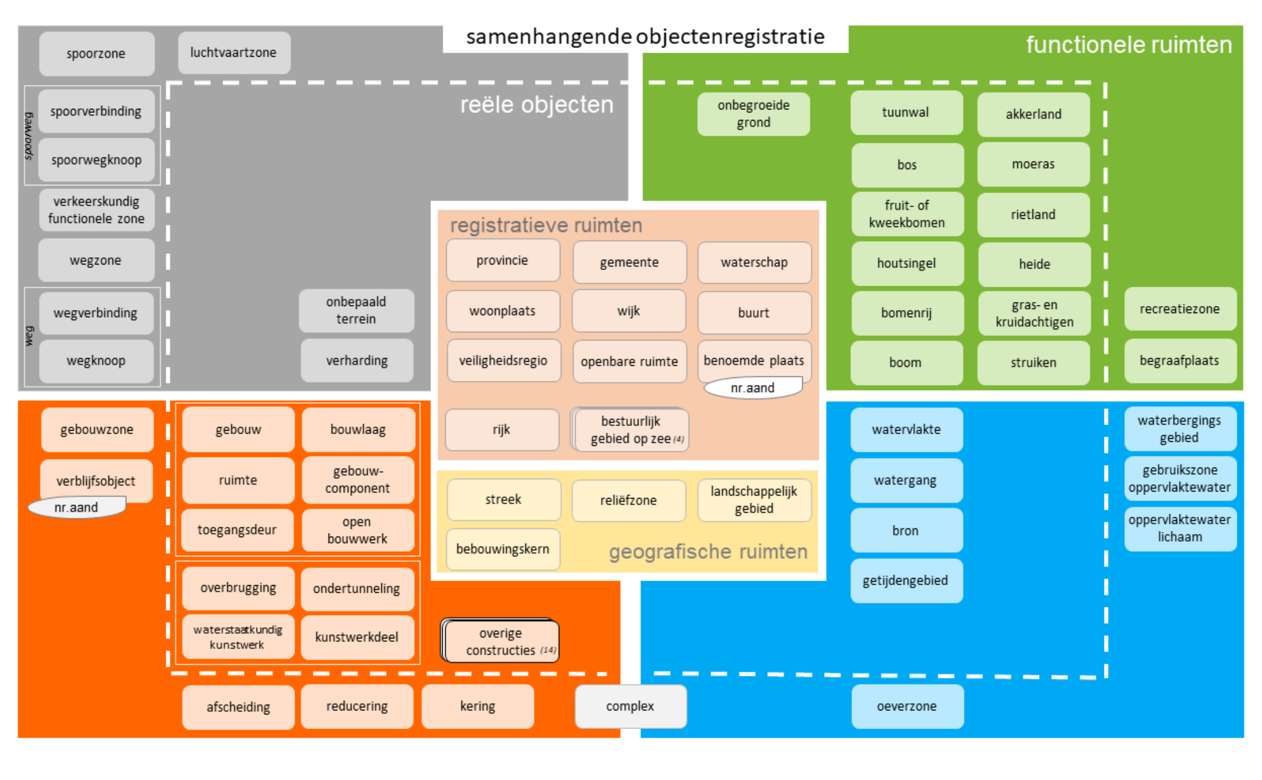 samenhangende objectenregistratie
functionele ruimten
reële objecten
spoorzone
luchtvaartzone
spoorweg
spoorverbinding
spoorwegknoop
verkeerskundig
functionele zone
wegzone
weg
wegverbinding
wegknoop
onbepaald
terrein
verharding
onbegroeide
grond
tuunwal
akkerland
bos
moeras
fruit- of
kweekbomen
rietland
houtsingel
heide
bomenrij
gras- en
kruidachtigen
boom
struiken
recreatiezone
begraafplaats
registratieve ruimten
provincie
gemeente
waterschap
woonplaats
wijk
buurt
veiligheidsregio
openbare ruimte
benoemde plaats
nr.aand
rijk
bestuurlijk
gebied op zee (4)
streek
reliëfzone
landschappelijk
gebied
bebouwingskern
geografische ruimten
gebouwzone
verblijfsobject
nr.aand
gebouw
bouwlaag
ruimte
gebouw-
component
toegangsdeur
open
bouwwerk
overbrugging
ondertunneling
waterstaatkundig
kunstwerk
kunstwerkdeel
overige
constructies (14)
afscheiding
reducering
kering
complex
watervlakte
watergang
bron
getijdengebied
waterbergings
gebied
gebruikszone
oppervlaktewater
oppervlaktewater
lichaam
oeverzone